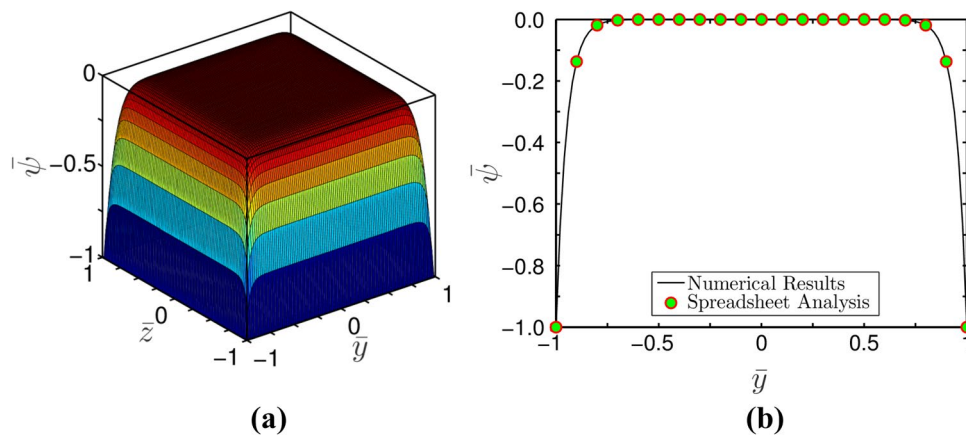 0
−0.5
−1
ψ̄
1
0
−1
z̄
−1
0
1
ȳ
(a)
0.0
−0.2
−0.4
−0.6
−0.8
−1.0
ψ̄
Numerical Results
Spreadsheet Analysis
−1
−0.5
0
0.5
ȳ
(b)